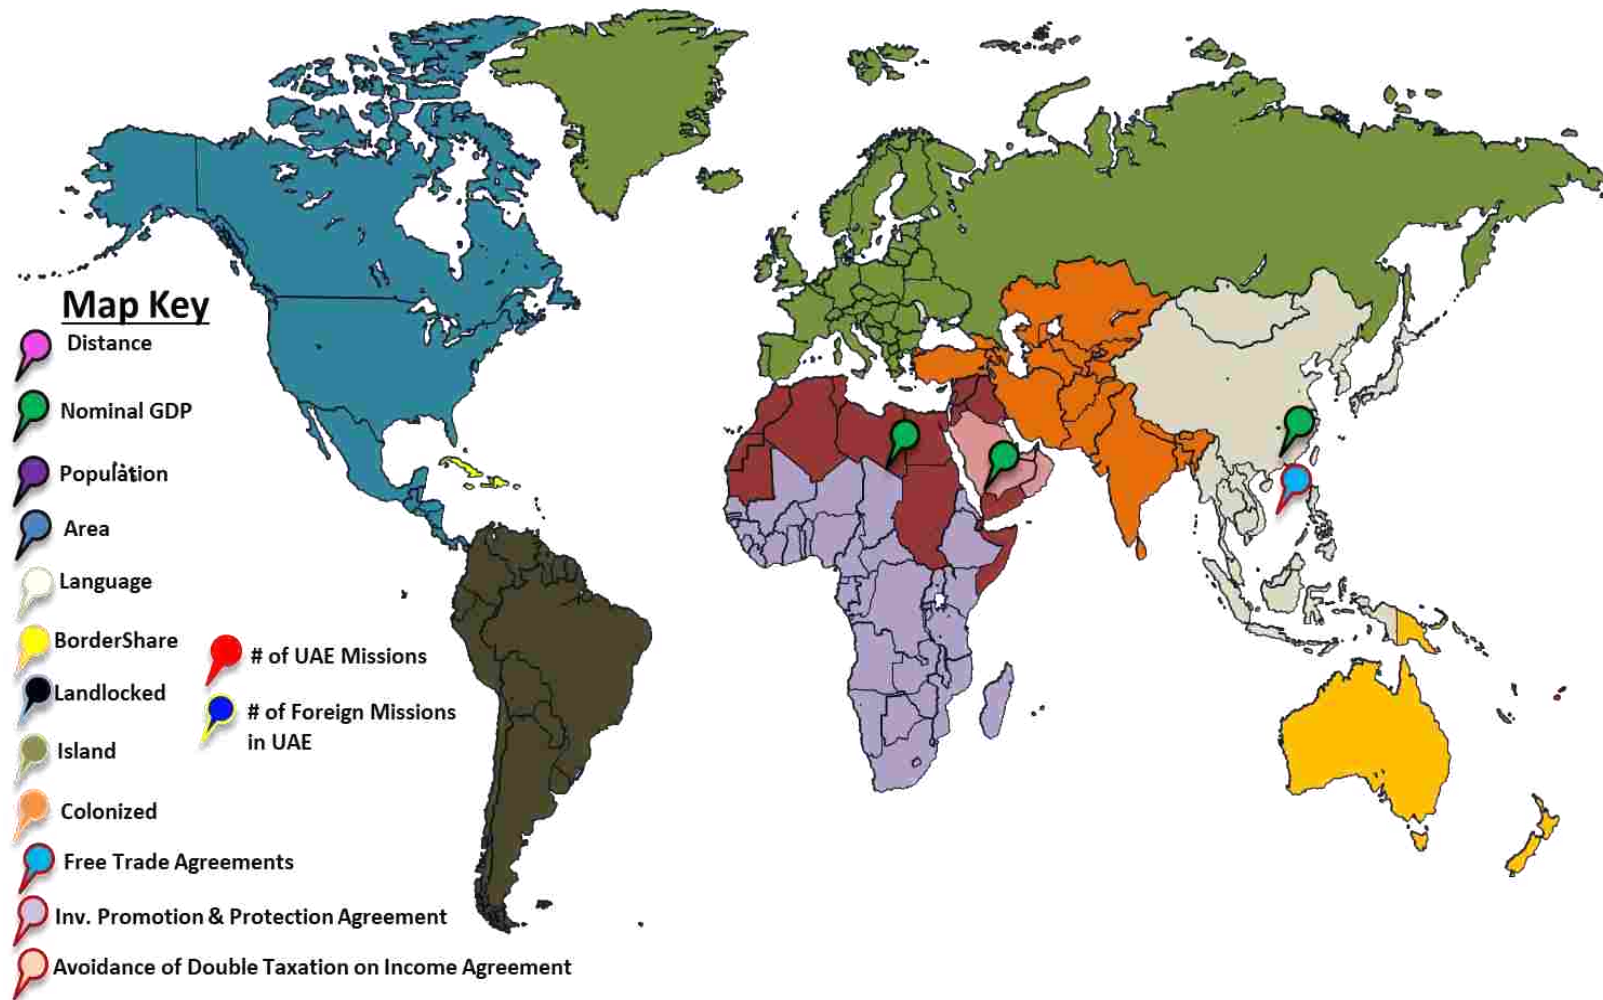 Map Key
Distance
Nominal GDP
Population
Area
Language
BorderShare
Landlocked
Island
Colonized
Free Trade Agreements
Inv. Promotion & Protection Agreement
Avoidance of Double Taxation on Income Agreement
# of UAE Missions
# of Foreign Missions
in UAE